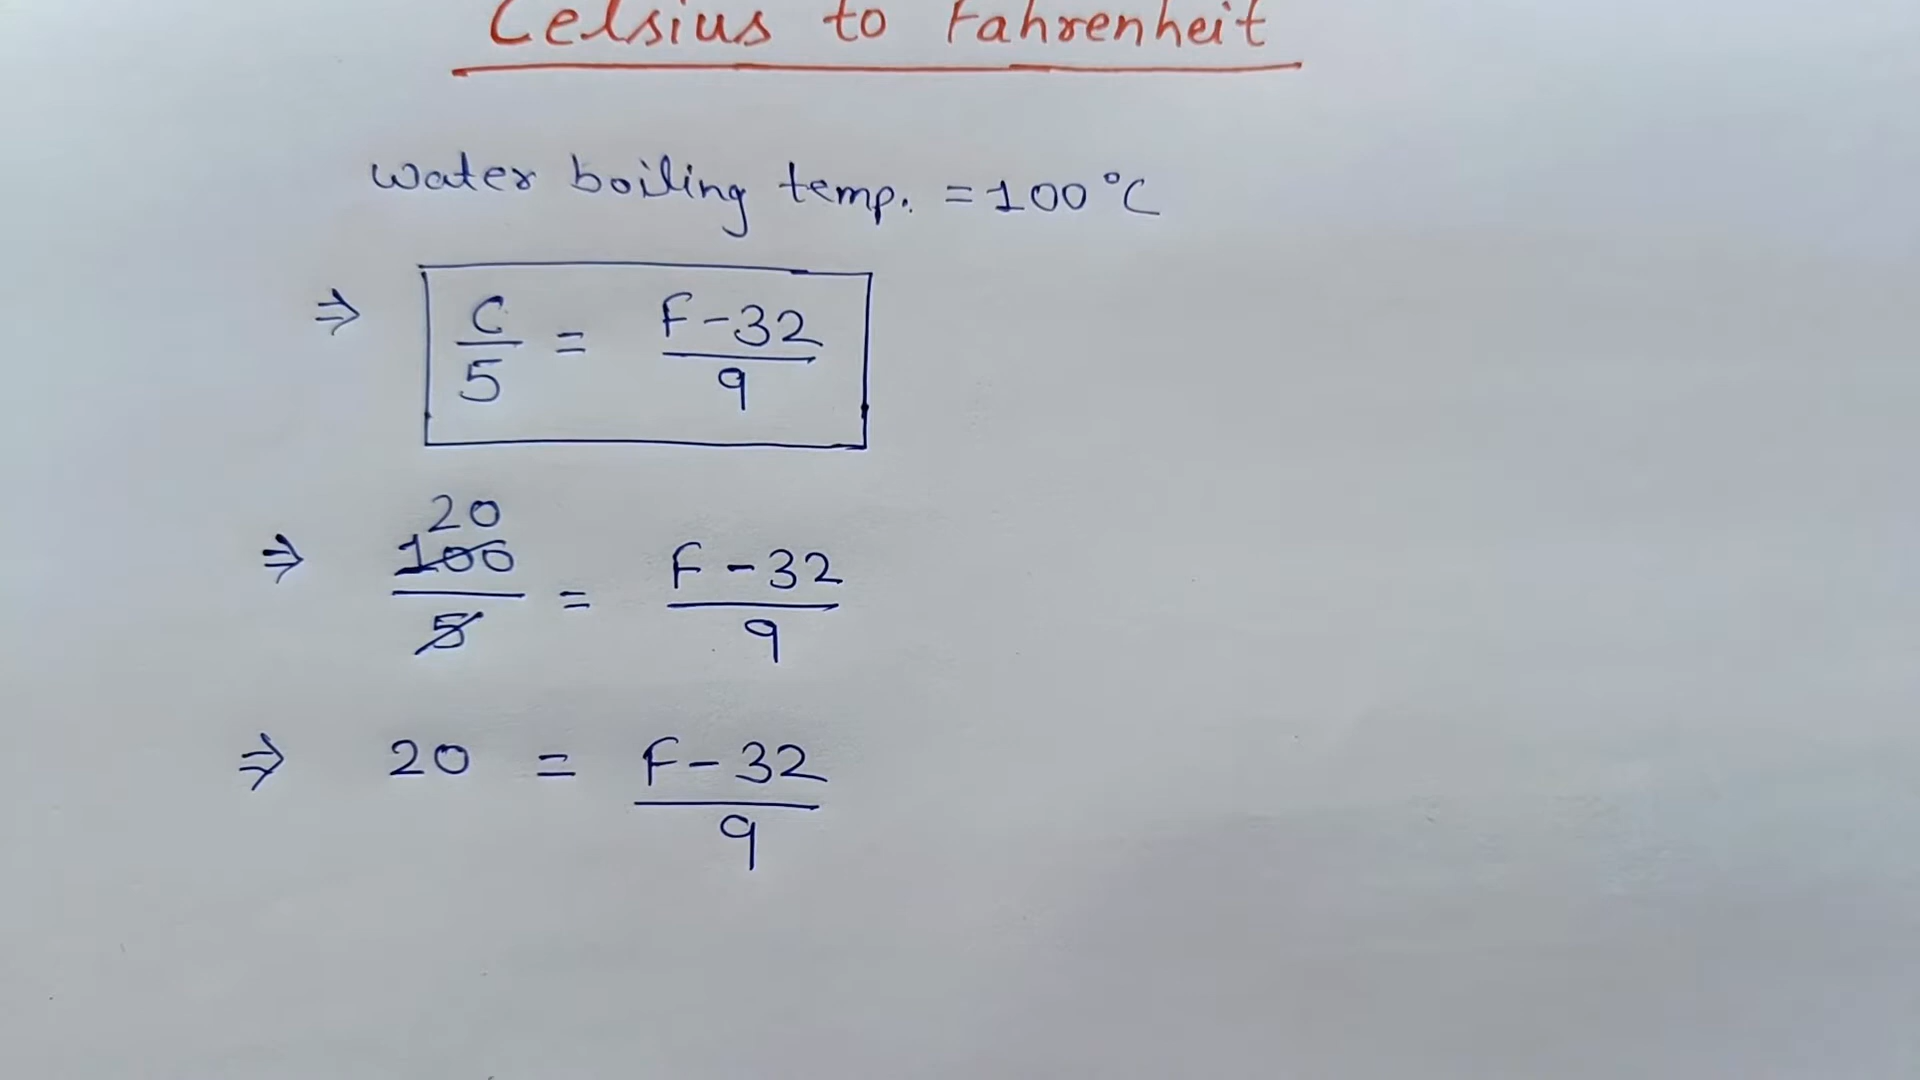 Celsius to Fahrenheit
water boiling temp. = 100°C
⇒ C/5 = F-32/9
20
⇒ 100/5 = F-32/9
⇒ 20 = F-32/9